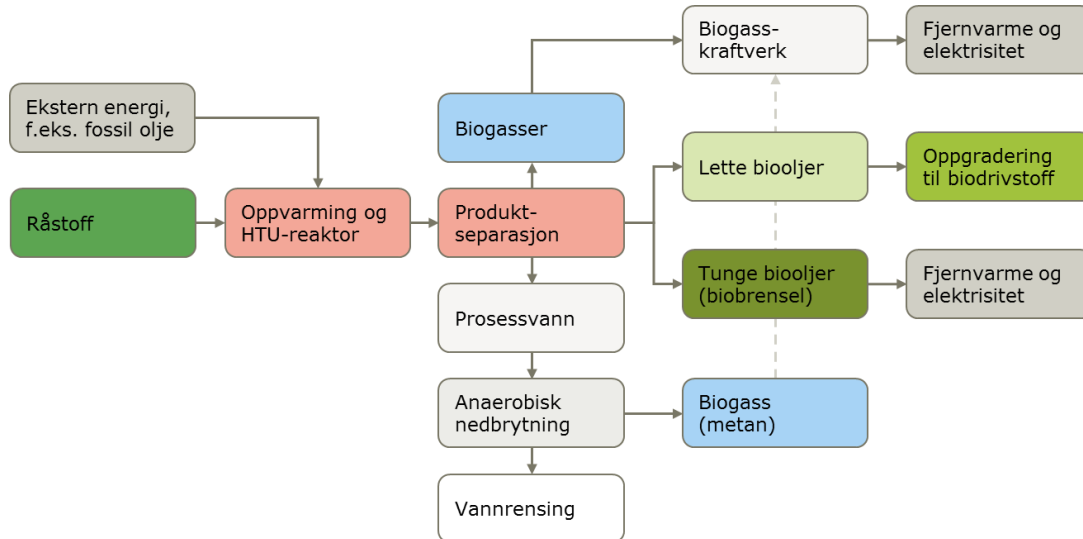 Biogass-
kraftverk
Fjernvarme og
elektrisitet
Ekstern energi,
f.eks. fossil olje
Biogasser
Lette biooljer
Oppgradering
til biodrivstoff
Råstoff
Oppvarming og
HTU-reaktor
Produkt-
separasjon
Tunge biooljer
(biobrensel)
Fjernvarme og
elektrisitet
Prosessvann
Anaerobisk
nedbrytning
Biogass
(metan)
Vannrensing